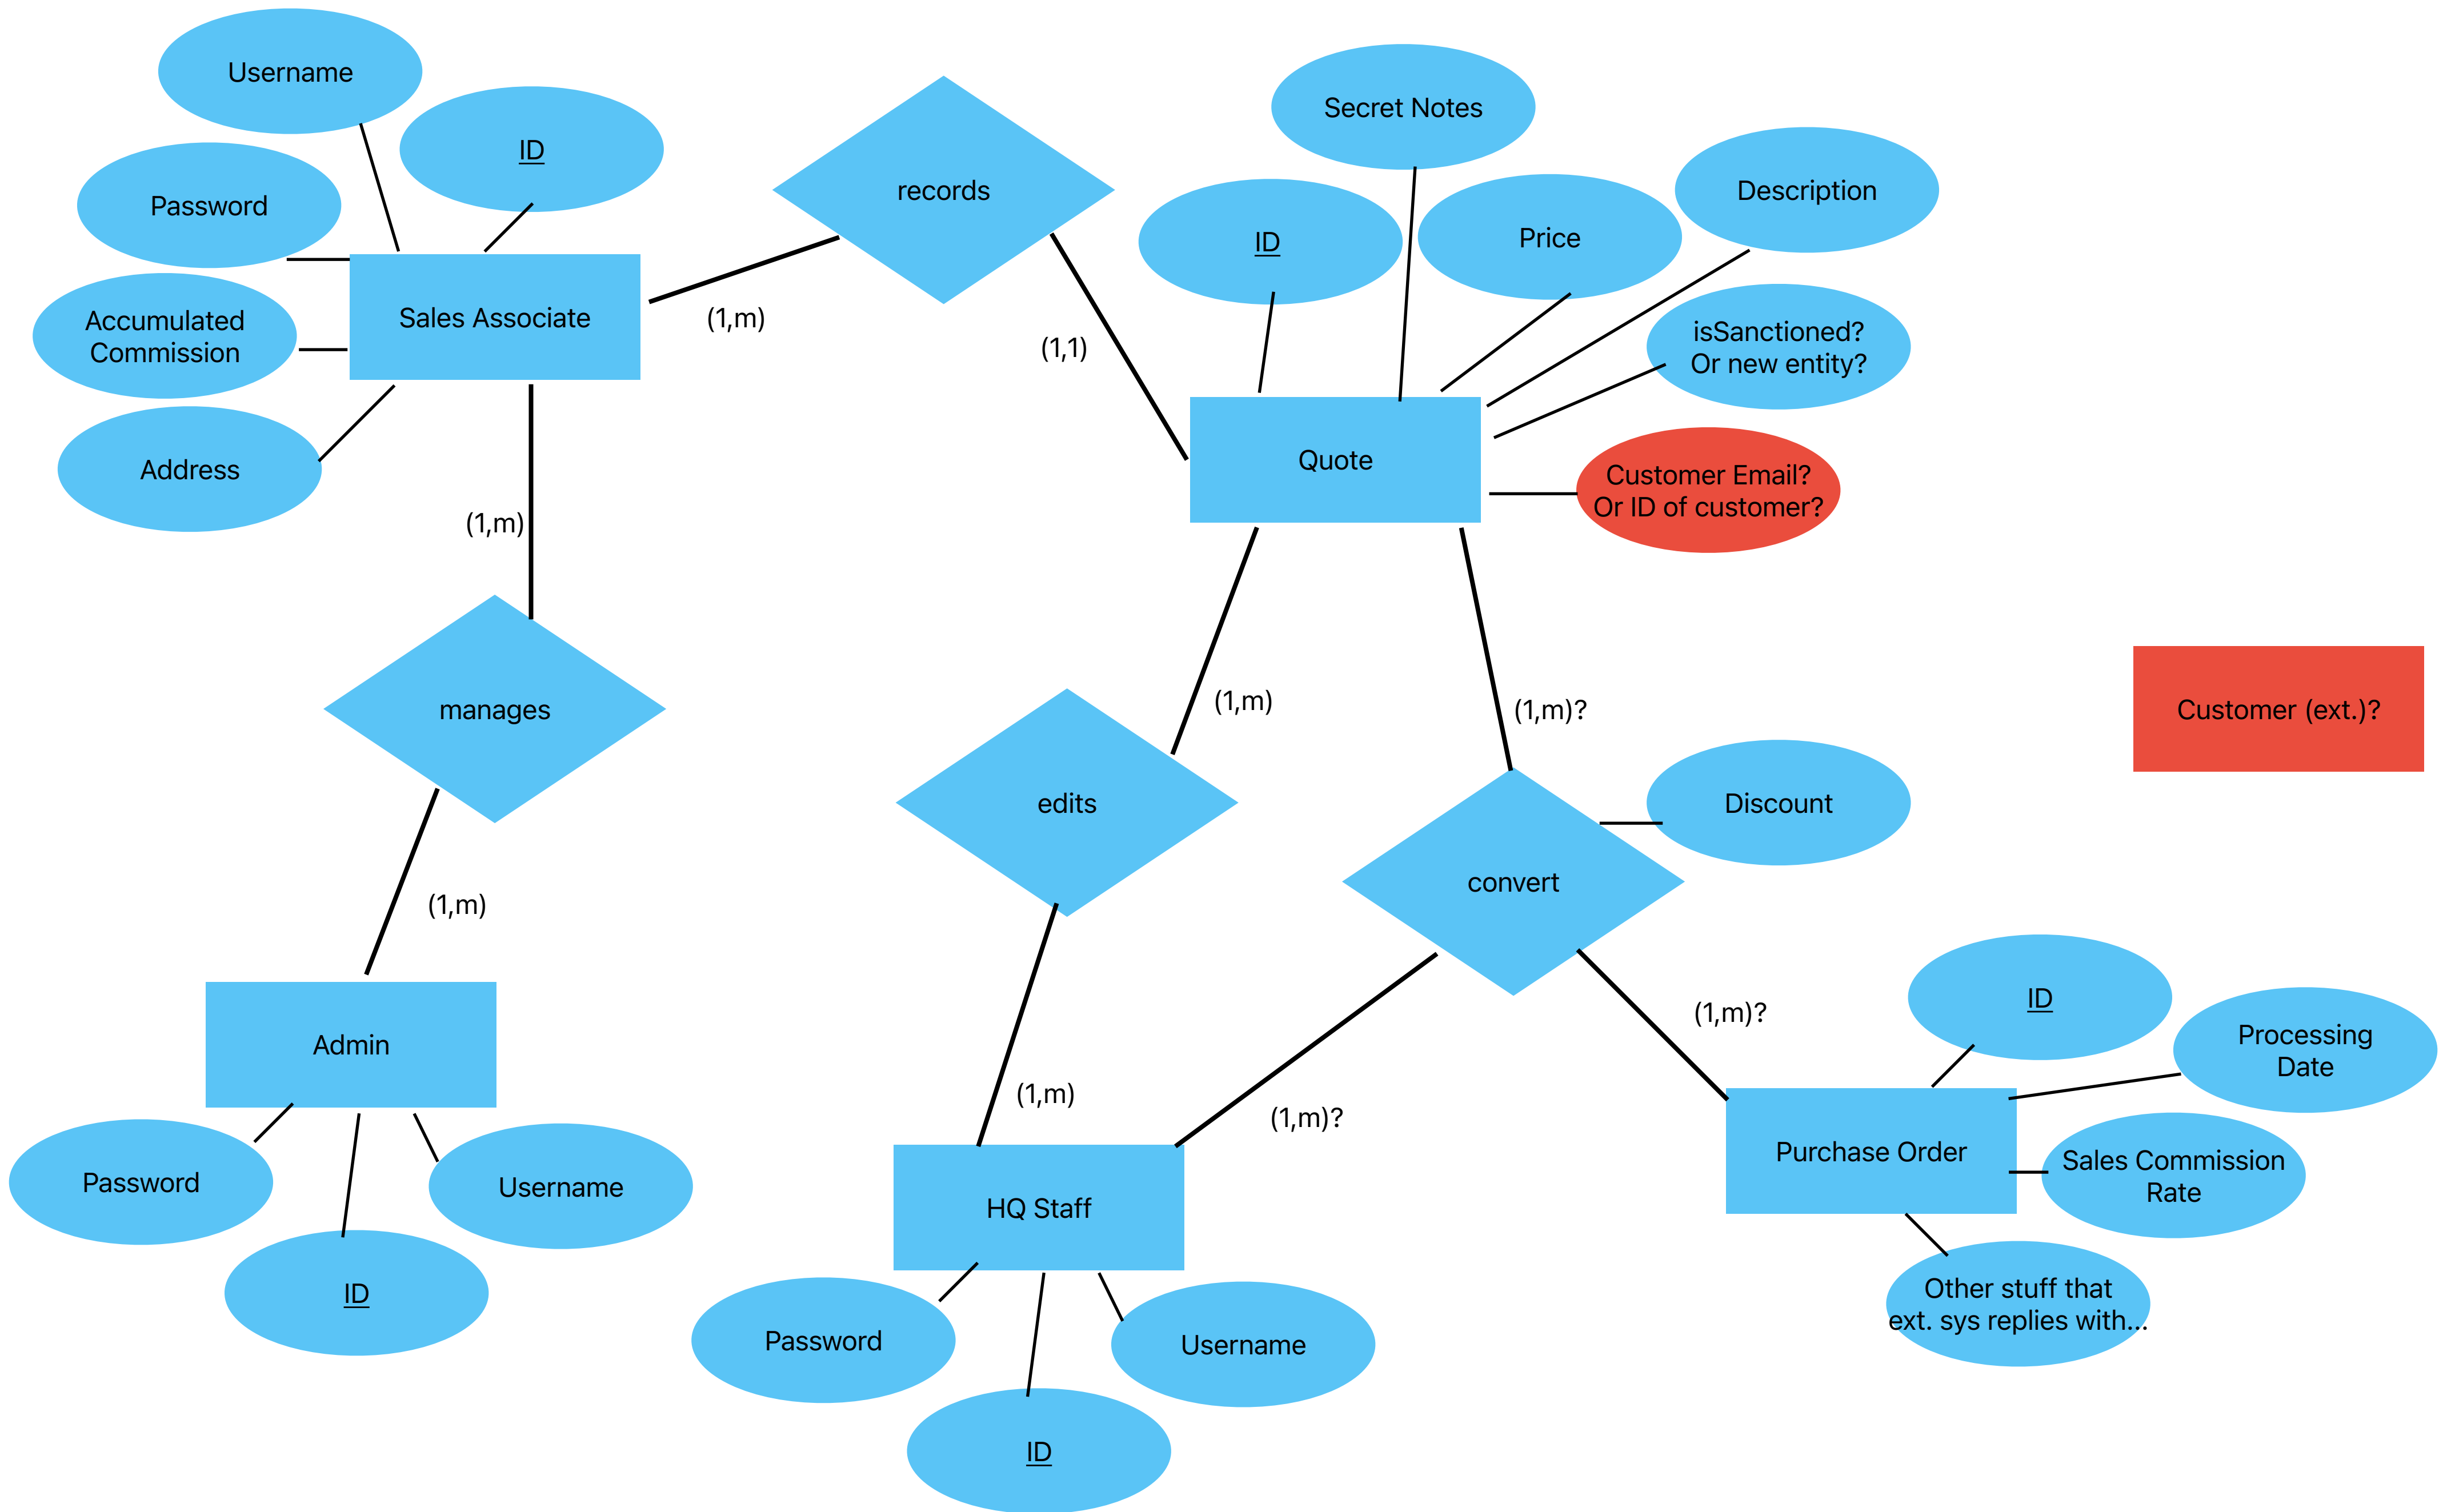 Username
ID
Password
Accumulated
Commission
Address
Sales Associate
records
(1,m)
(1,1)
Secret Notes
ID
Price
Description
isSanctioned?
Or new entity?
Customer Email?
Or ID of customer?
Quote
(1,m)
manages
(1,m)
Admin
Password
ID
Username
(1,m)
edits
(1,m)
(1,m)?
convert
Discount
(1,m)?
(1,m)?
Customer (ext.)?
HQ Staff
Password
ID
Username
Purchase Order
ID
Processing
Date
Sales Commission
Rate
Other stuff that
ext. sys replies with...